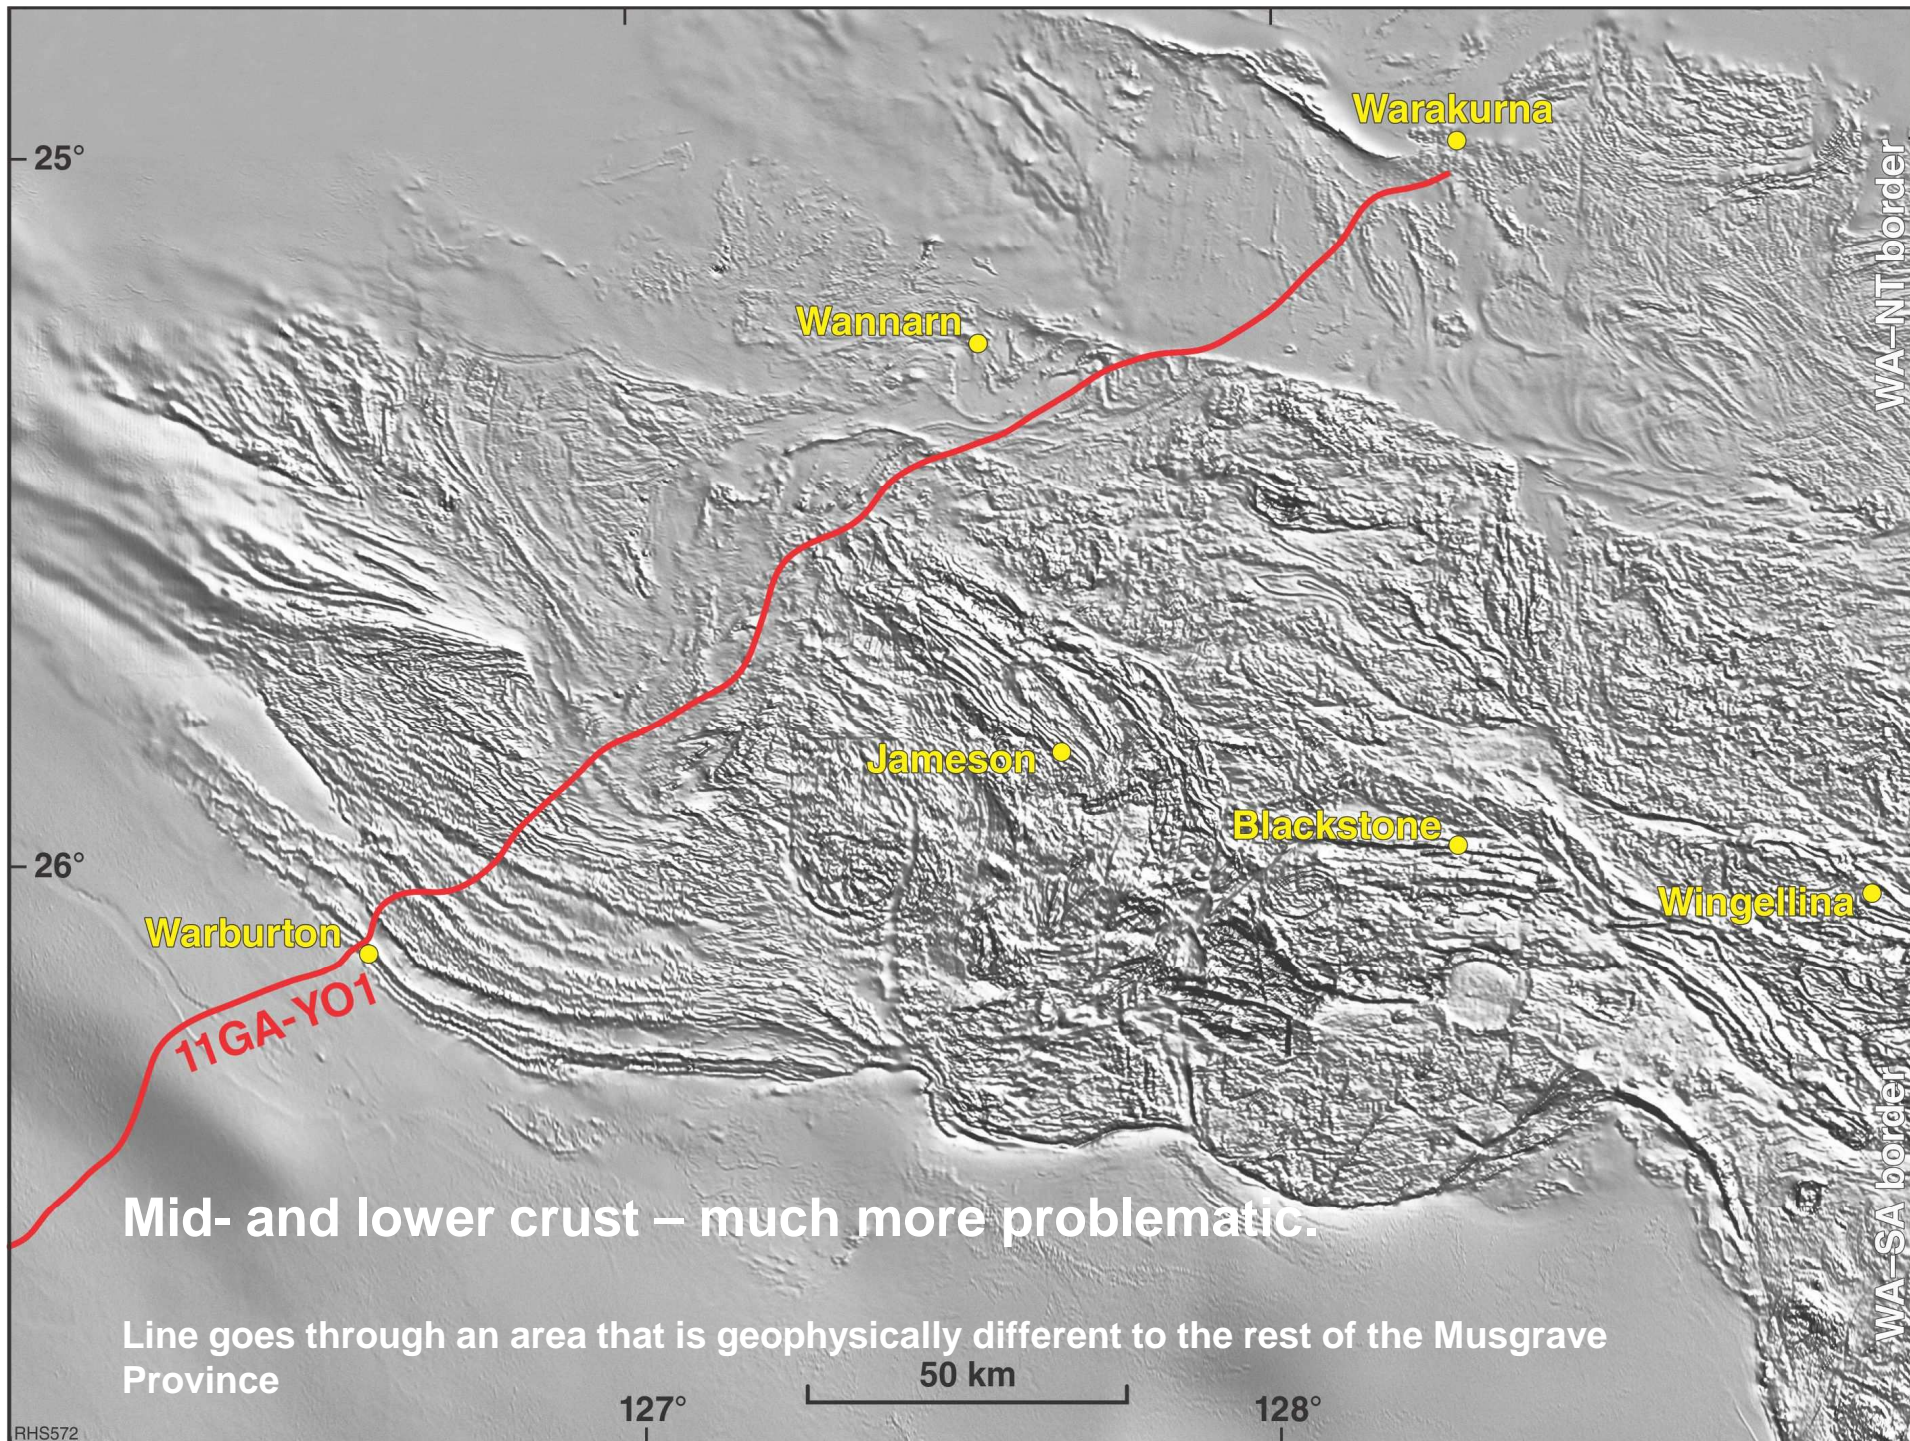 Warakurna
25°
WA–NT border
Wannarn
Jameson
Blackstone
26°
Wingellina
Warburton
11GA-YO1
WA–SA border
Mid- and lower crust – much more problematic.
Line goes through an area that is geophysically different to the rest of the Musgrave
Province
50 km
127°
128°
RHS572